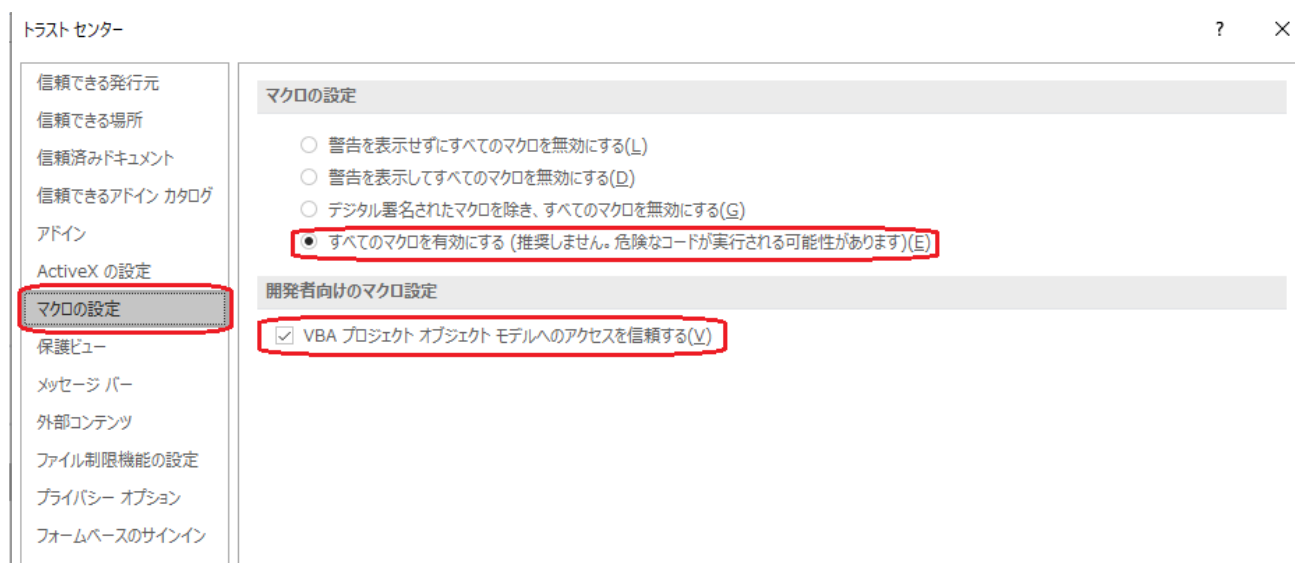 トラスト センター
? ×
信頼できる発行元
信頼できる場所
信頼済みドキュメント
信頼できるアドイン カタログ
アドイン
ActiveX の設定
マクロの設定
保護ビュー
メッセージ バー
外部コンテンツ
ファイル制限機能の設定
プライバシー オプション
フォームベースのサインイン
マクロの設定
警告を表示せずにすべてのマクロを無効にする(L)
警告を表示してすべてのマクロを無効にする(D)
デジタル署名されたマクロを除き、すべてのマクロを無効にする(G)
すべてのマクロを有効にする (推奨しません。危険なコードが実行される可能性があります)(E)
開発者向けのマクロ設定
VBA プロジェクト オブジェクト モデルへのアクセスを信頼する(V)